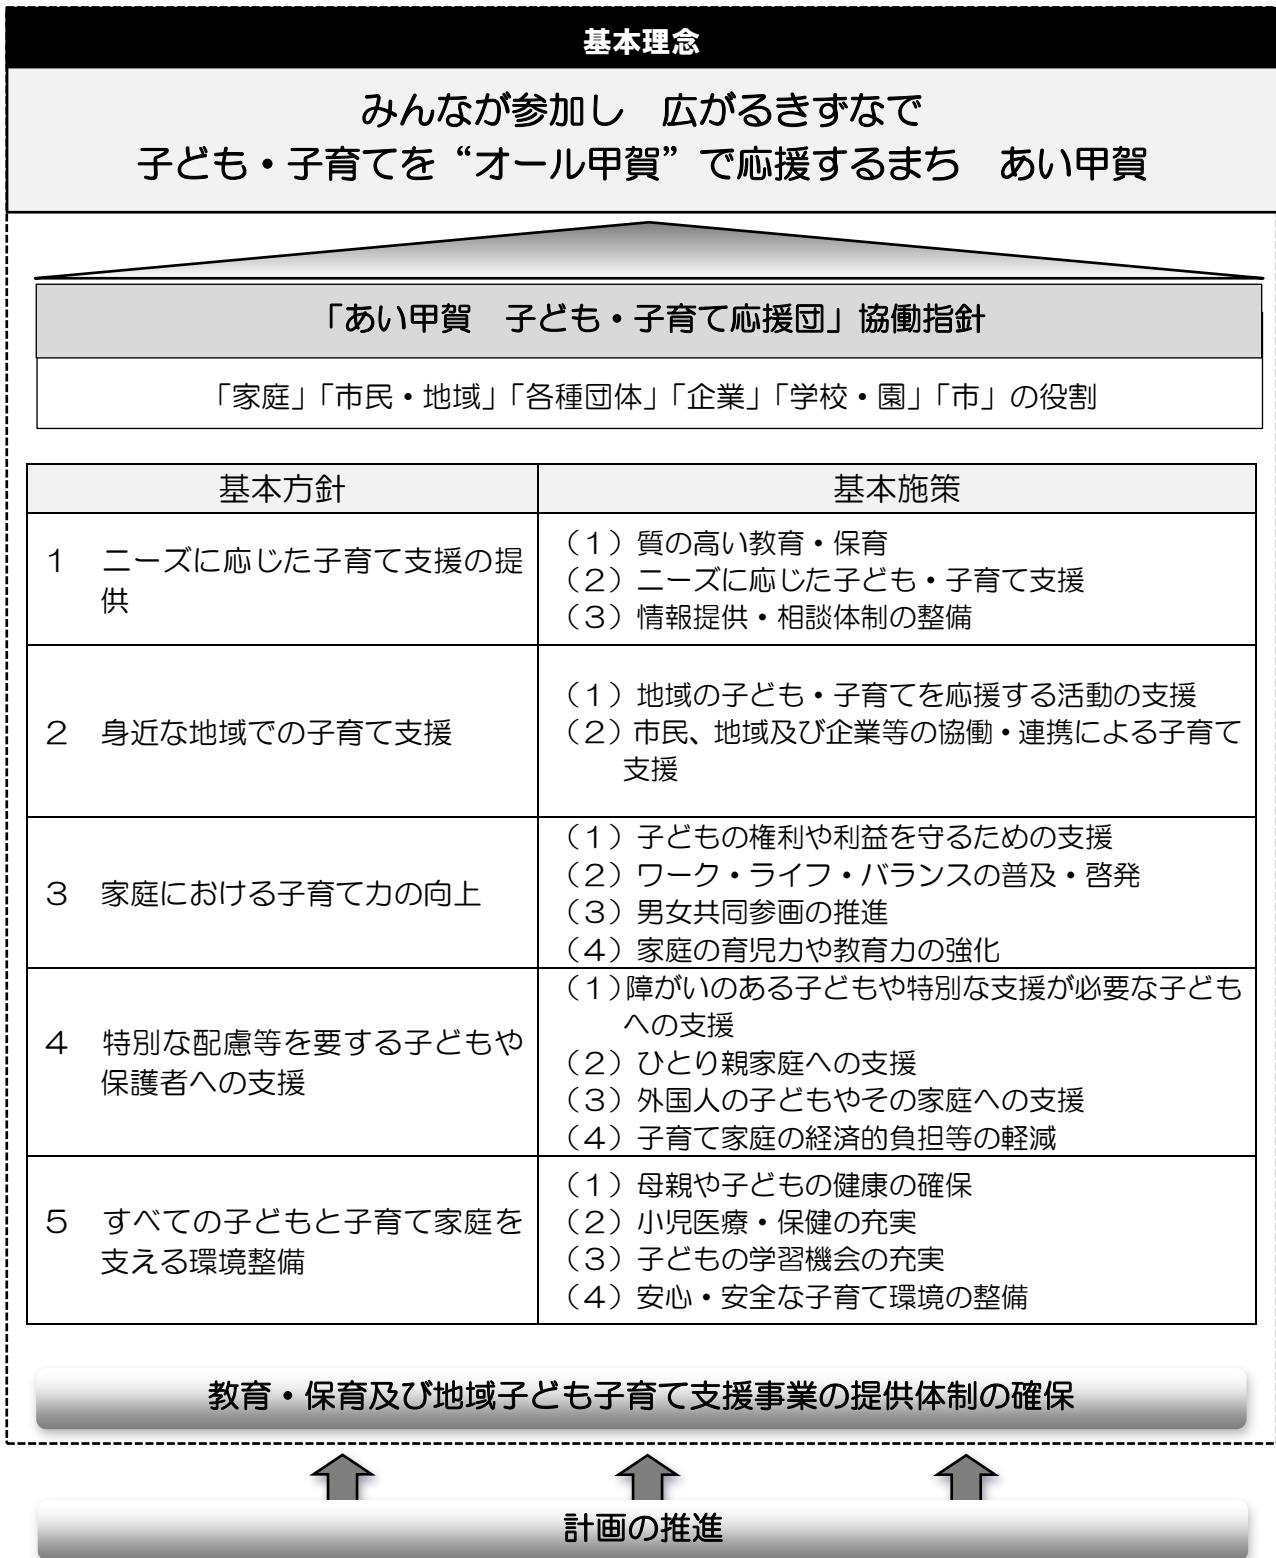 基本理念
みんなが参加し　広がるきずなで
子ども・子育てを“オール甲賀”で応援するまち　あい甲賀
「あい甲賀　子ども・子育て応援団」協働指針
「家庭」「市民・地域」「各種団体」「企業」「学校・園」「市」の役割
基本方針
基本施策
１　ニーズに応じた子育て支援の提
供
（１）質の高い教育・保育
（２）ニーズに応じた子ども・子育て支援
（３）情報提供・相談体制の整備
２　身近な地域での子育て支援
（１）地域の子ども・子育てを応援する活動の支援
（２）市民、地域及び企業等の協働・連携による子育て
支援
３　家庭における子育て力の向上
（１）子どもの権利や利益を守るための支援
（２）ワーク・ライフ・バランスの普及・啓発
（３）男女共同参画の推進
（４）家庭の育児力や教育力の強化
４　特別な配慮等を要する子どもや
保護者への支援
（１）障がいのある子どもや特別な支援が必要な子ども
への支援
（２）ひとり親家庭への支援
（３）外国人の子どもやその家庭への支援
（４）子育て家庭の経済的負担等の軽減
５　すべての子どもと子育て家庭を
支える環境整備
（１）母親や子どもの健康の確保
（２）小児医療・保健の充実
（３）子どもの学習機会の充実
（４）安心・安全な子育て環境の整備
教育・保育及び地域子ども子育て支援事業の提供体制の確保
計画の推進